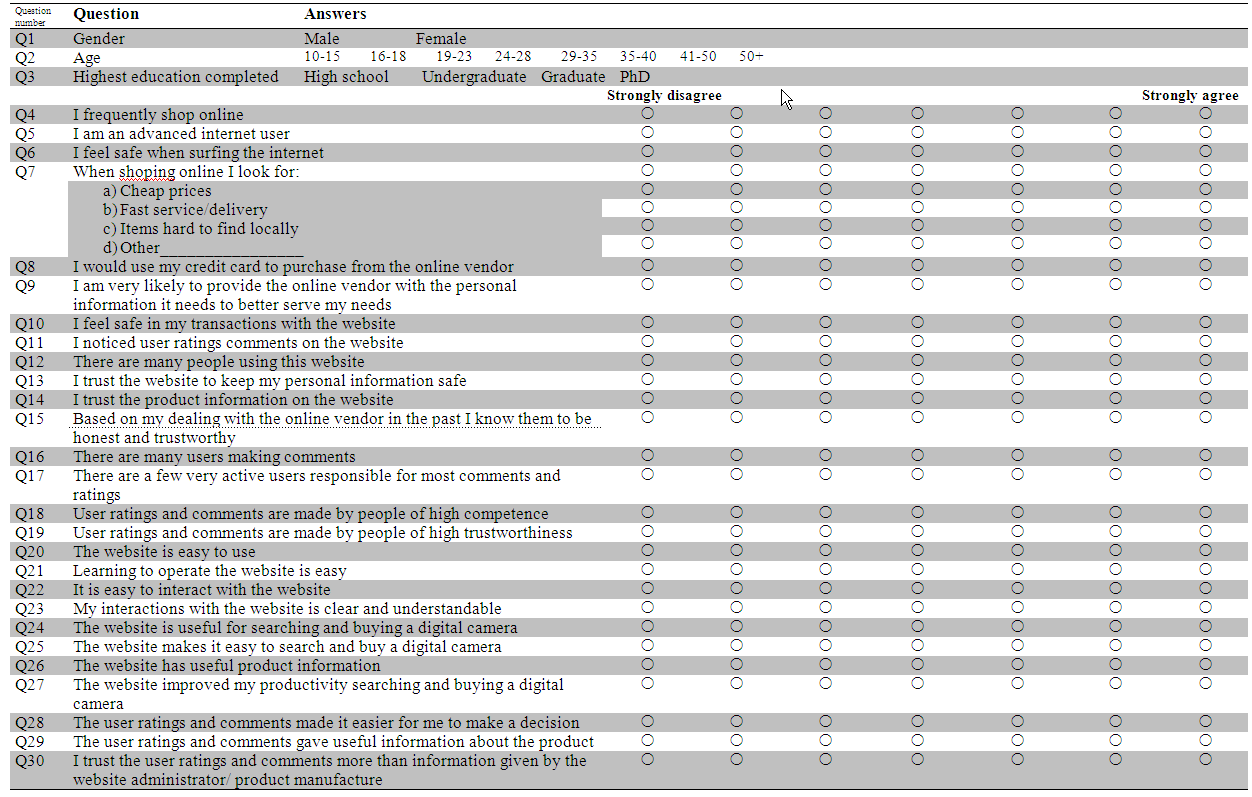 Question number Question Answers
Q1 Gender Male Female
Q2 Age 10-15 16-18 19-23 24-28 29-35 35-40 41-50 50+
Q3 Highest education completed High school Undergraduate Graduate PhD
Strongly disagree Strongly agree
Q4 I frequently shop online
Q5 I am an advanced internet user
Q6 I feel safe when surfing the internet
Q7 When shoping online I look for:
a) Cheap prices
b) Fast service/delivery
c) Items hard to find locally
d) Other________________
Q8 I would use my credit card to purchase from the online vendor
Q9 I am very likely to provide the online vendor with the personal
information it needs to better serve my needs
Q10 I feel safe in my transactions with the website
Q11 I noticed user ratings comments on the website
Q12 There are many people using this website
Q13 I trust the website to keep my personal information safe
Q14 I trust the product information on the website
Q15 Based on my dealing with the online vendor in the past I know them to be
honest and trustworthy
Q16 There are many users making comments
Q17 There are a few very active users responsible for most comments and
ratings
Q18 User ratings and comments are made by people of high competence
Q19 User ratings and comments are made by people of high trustworthiness
Q20 The website is easy to use
Q21 Learning to operate the website is easy
Q22 It is easy to interact with the website
Q23 My interactions with the website is clear and understandable
Q24 The website is useful for searching and buying a digital camera
Q25 The website makes it easy to search and buy a digital camera
Q26 The website has useful product information
Q27 The website improved my productivity searching and buying a digital
camera
Q28 The user ratings and comments made it easier for me to make a decision
Q29 The user ratings and comments gave useful information about the product
Q30 I trust the user ratings and comments more than information given by the
website administrator/ product manufacture